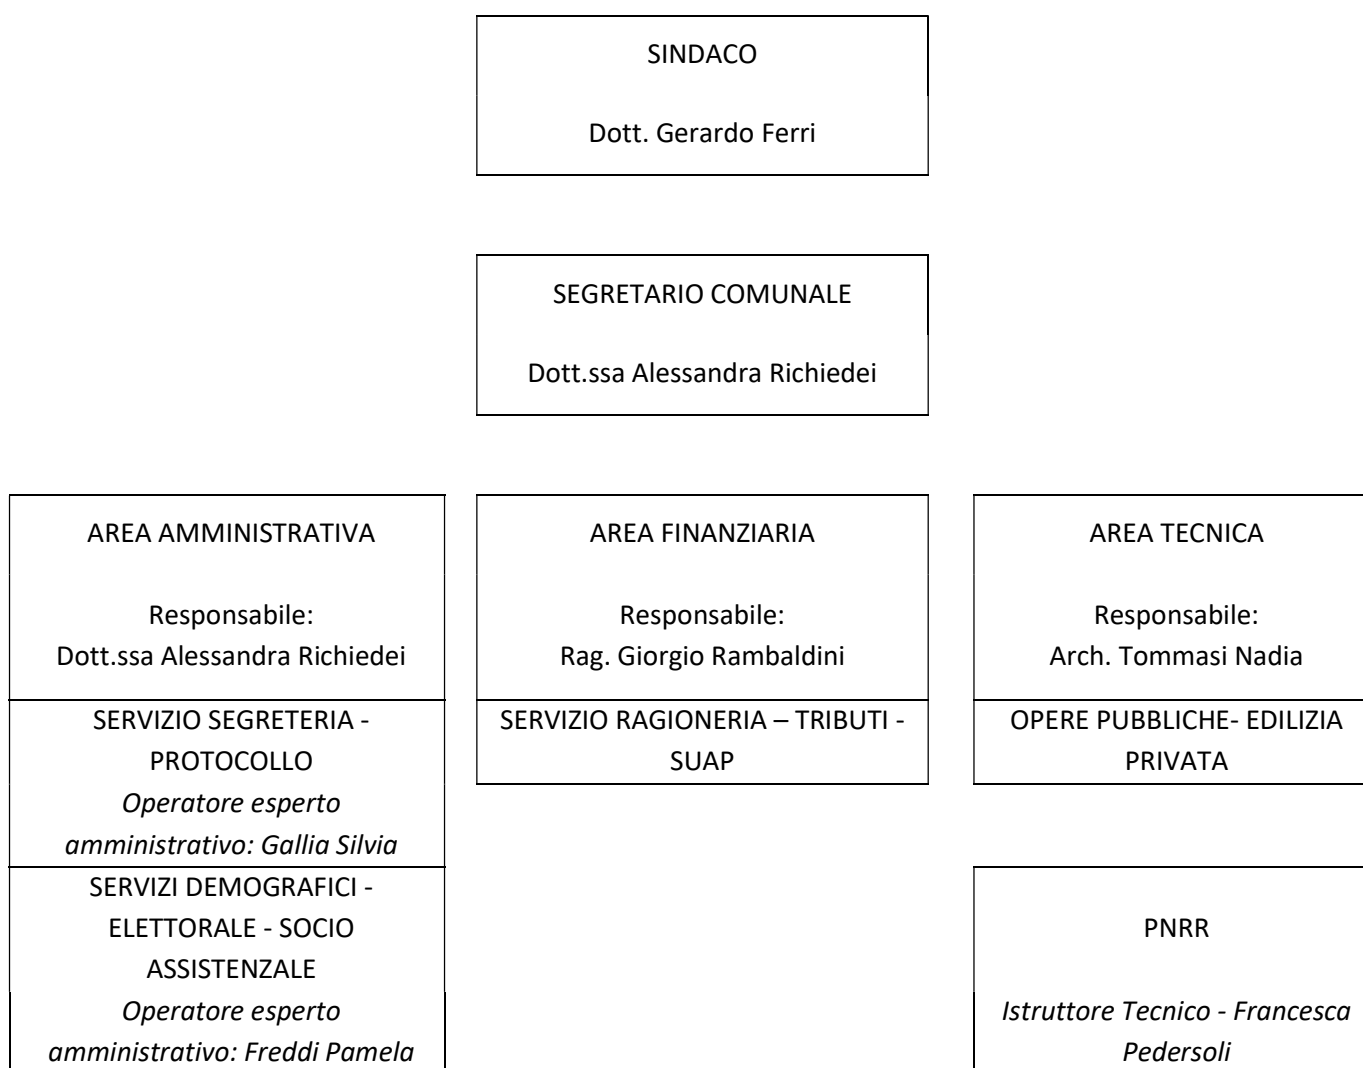 SINDACO
Dott. Gerardo Ferri
SEGRETARIO COMUNALE
Dott.ssa Alessandra Richiedei
AREA AMMINISTRATIVA
Responsabile:
Dott.ssa Alessandra Richiedei
SERVIZIO SEGRETERIA -
PROTOCOLLO
Operatore esperto
amministrativo: Gallia Silvia
SERVIZI DEMOGRAFICI -
ELETTORALE - SOCIO
ASSISTENZALE
Operatore esperto
amministrativo: Freddi Pamela
AREA FINANZIARIA
Responsabile:
Rag. Giorgio Rambaldini
SERVIZIO RAGIONERIA – TRIBUTI -
SUAP
AREA TECNICA
Responsabile:
Arch. Tommasi Nadia
OPERE PUBBLICHE- EDILIZIA
PRIVATA
PNRR
Istruttore Tecnico - Francesca
Pedersoli